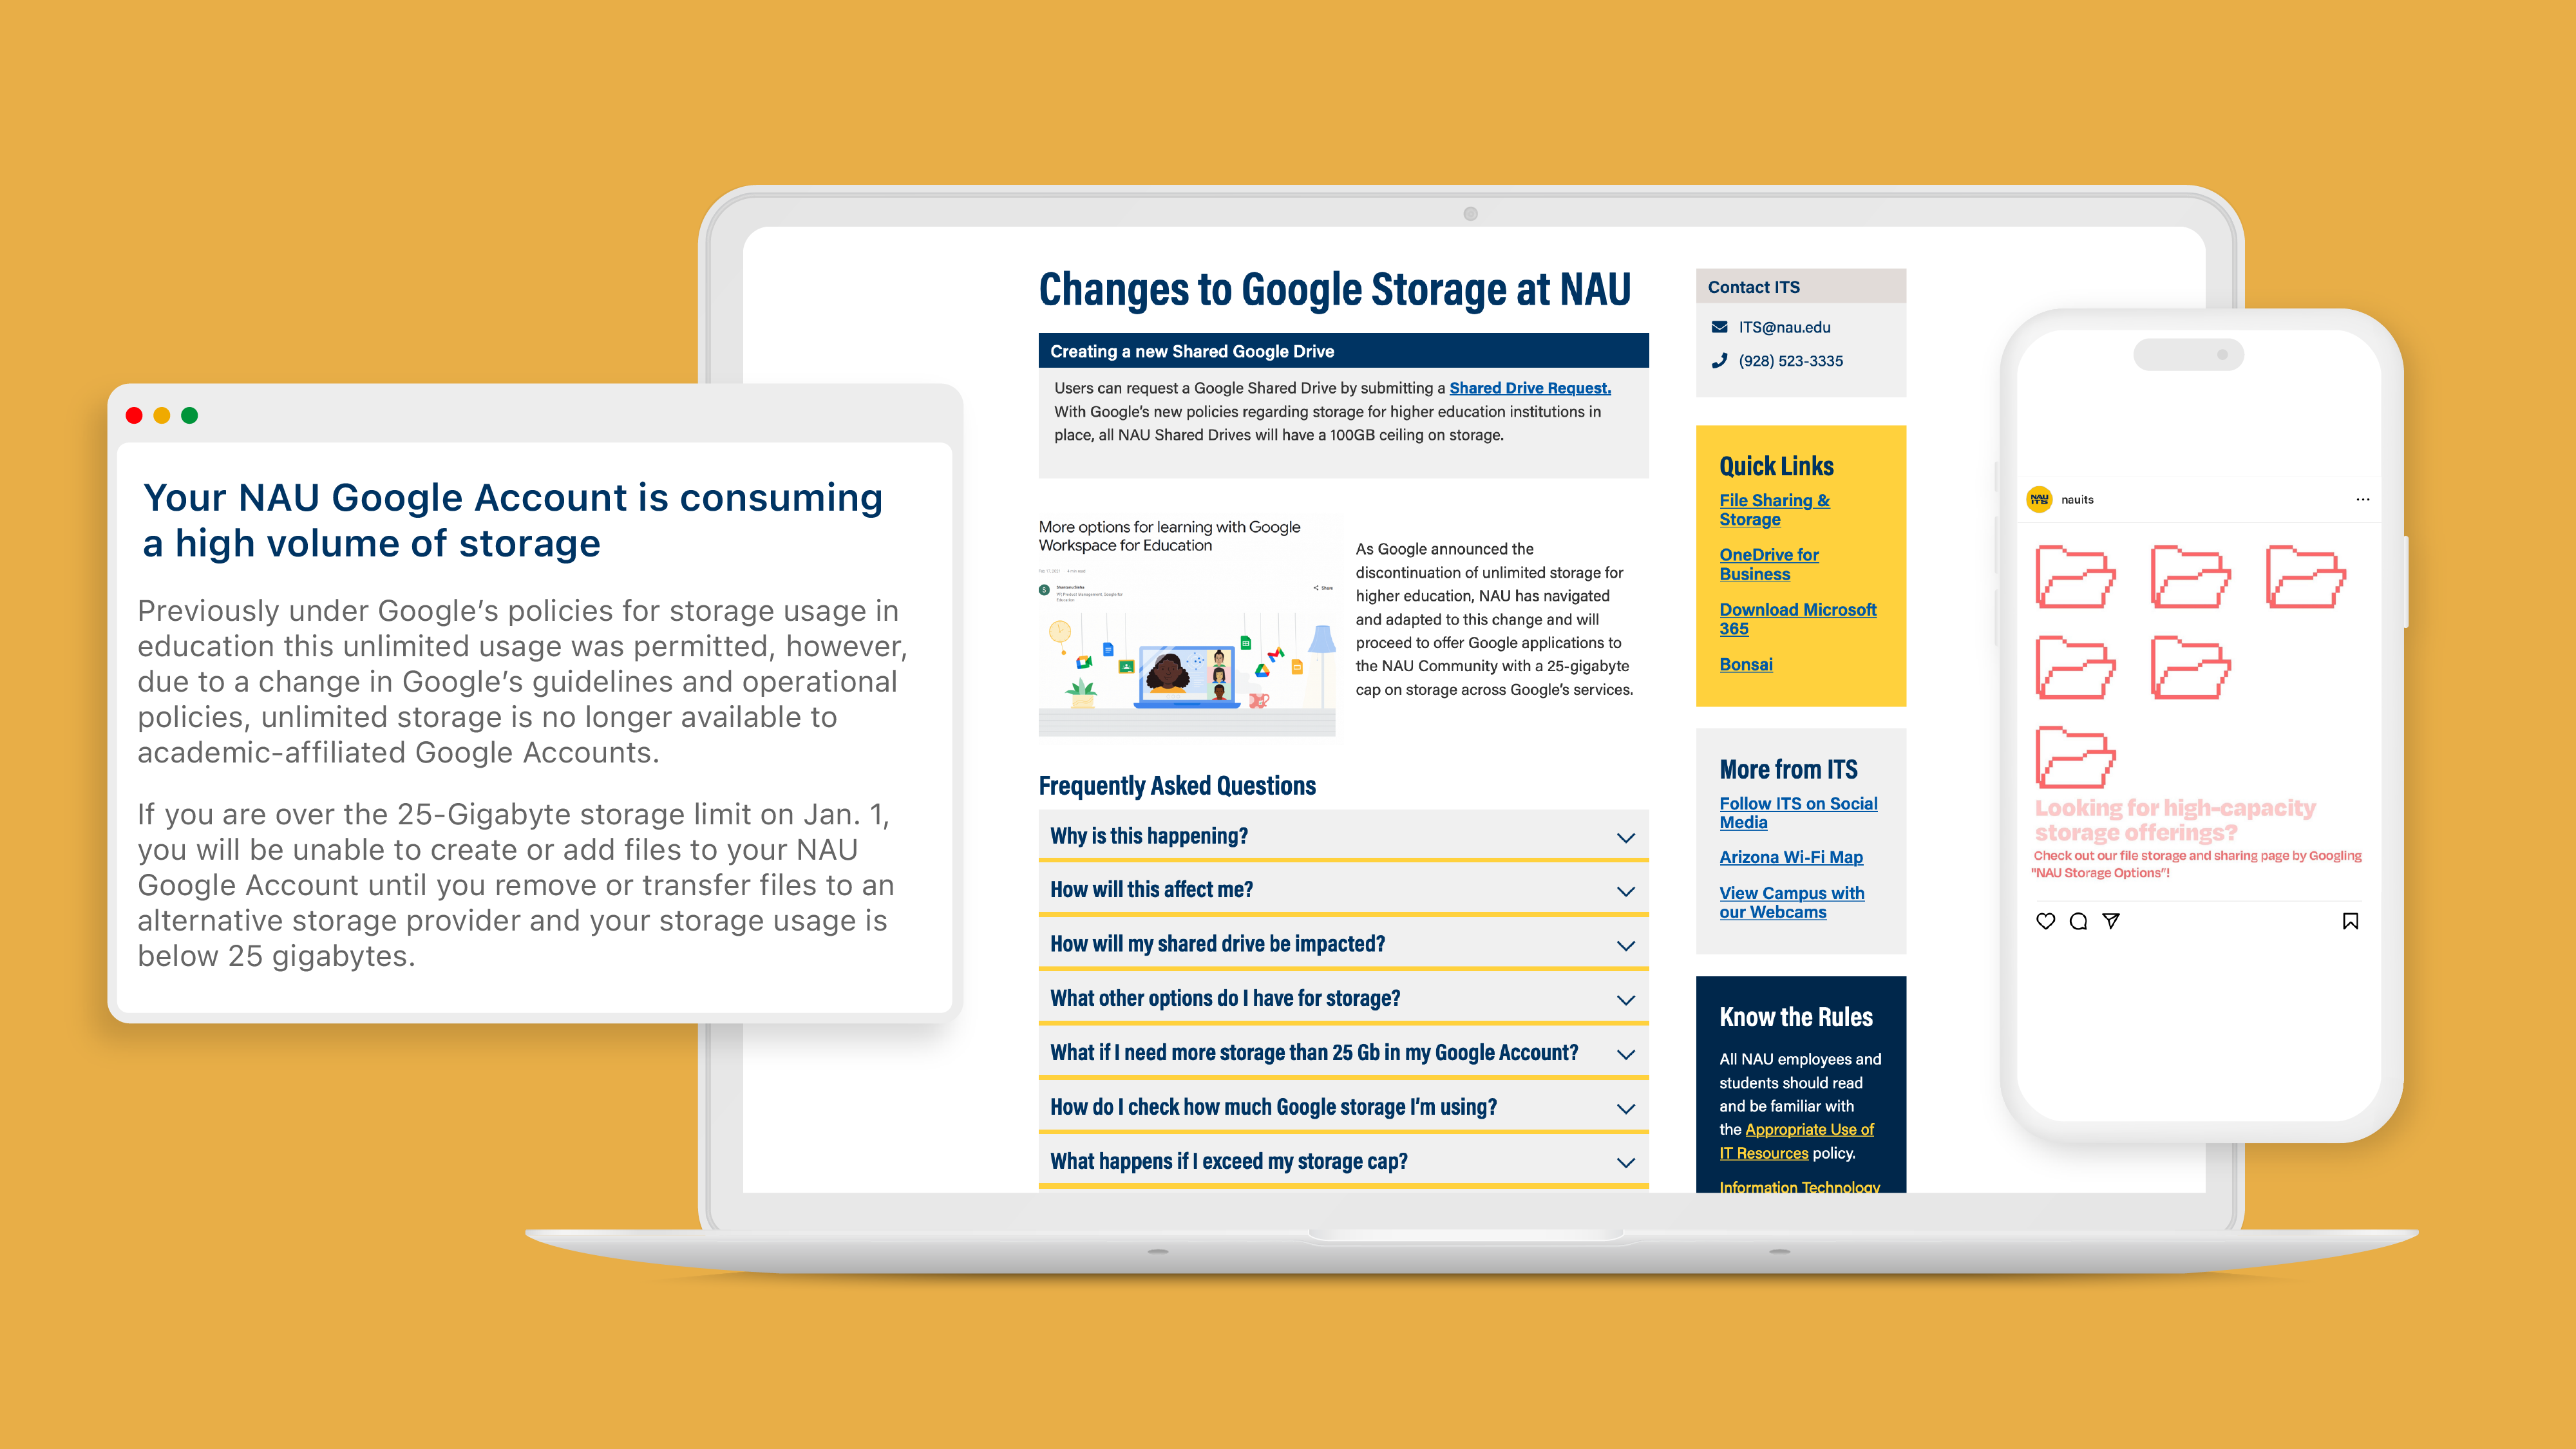 Your NAU Google Account is consuming
a high volume of storage
Previously under Google's policies for storage usage in
education this unlimited usage was permitted, however,
due to a change in Google's guidelines and operational
policies, unlimited storage is no longer available to
academic-affiliated Google Accounts.
If you are over the 25-Gigabyte storage limit on Jan. 1,
you will be unable to create or add files to your NAU
Google Account until you remove or transfer files to an
alternative storage provider and your storage usage is
below 25 gigabytes.
Changes to Google Storage at NAU
Creating a new Shared Google Drive
Users can request a Google Shared Drive by submitting a Shared Drive Request.
With Google's new policies regarding storage for higher education institutions in
place, all NAU Shared Drives will have a 100GB ceiling on storage.
More options for learning with Google
Workspace for Education
S
Share
As Google announced the
discontinuation of unlimited storage for
higher education, NAU has navigated
and adapted to this change and will
proceed to offer Google applications to
the NAU Community with a 25-gigabyte
cap on storage across Google's services.
Frequently Asked Questions
Why is this happening?
How will this affect me?
How will my shared drive be impacted?
What other options do I have for storage?
What if I need more storage than 25 Gb in my Google Account?
How do I check how much Google storage I'm using?
What happens if I exceed my storage cap?
Contact ITS
ITS@nau.edu
(928) 523-3335
Quick Links
File Sharing &
Storage
OneDrive for
Business
Download Microsoft
365
Bonsai
More from ITS
Follow ITS on Social
Media
Arizona Wi-Fi Map
View Campus with
our Webcams
Know the Rules
All NAU employees and
students should read
and be familiar with
the Appropriate Use of
IT Resources policy.
Information Technology
NAU
ITS
nauits
Looking for high-capacity
storage offerings?
Check out our file storage and sharing page by Googling
"NAU Storage Options"!